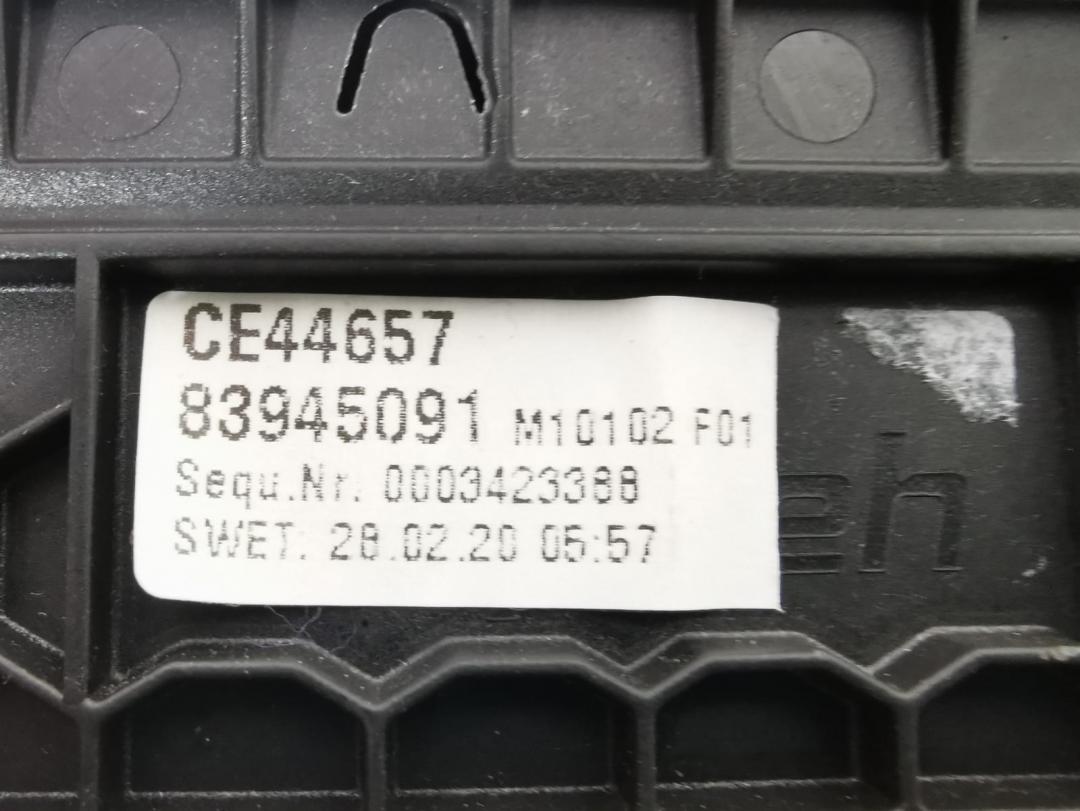 CE44657
83945091 M10102 F01
Sequ.Nr. 0003423388
SWET: 28.02.20 05:57